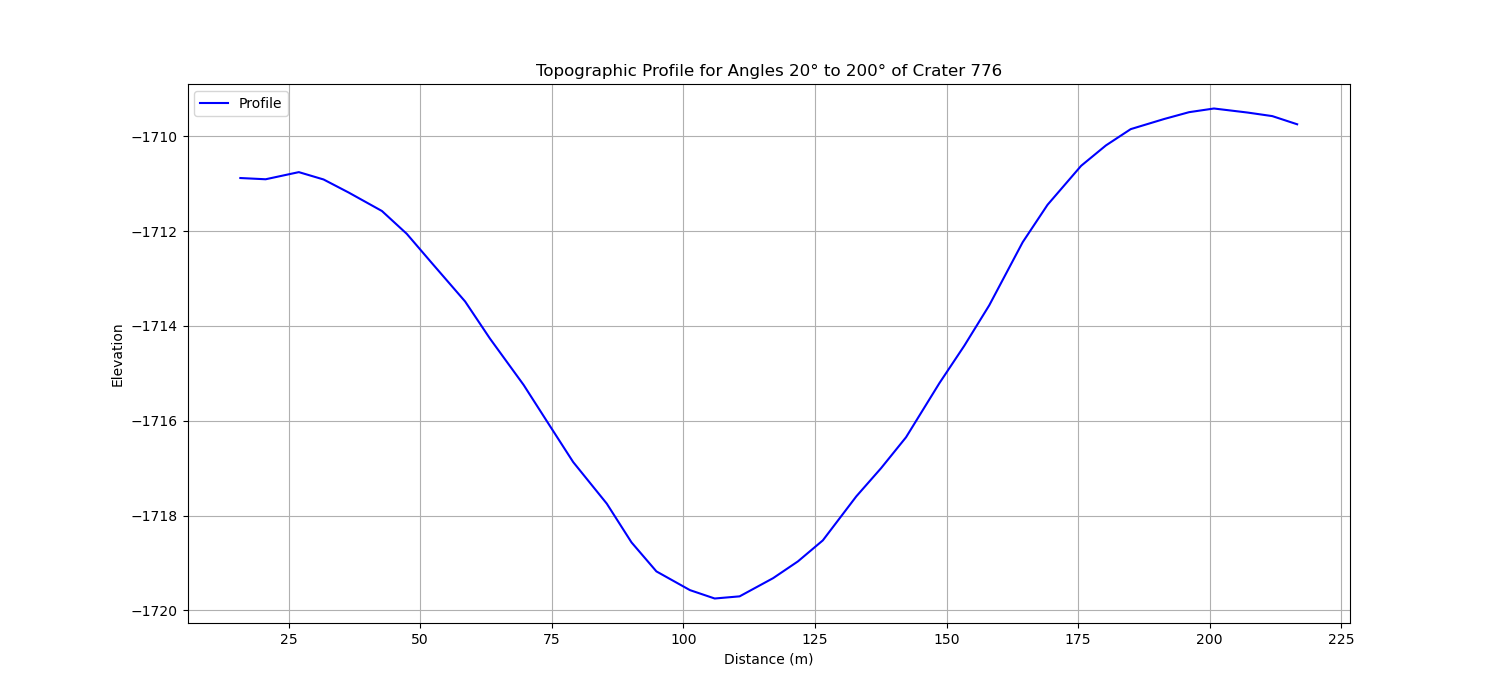 Topographic Profile for Angles 20° to 200° of Crater 776
Profile
−1710
−1712
−1714
−1716
−1718
−1720
Elevation
25 50 75 100 125 150 175 200 225
Distance (m)